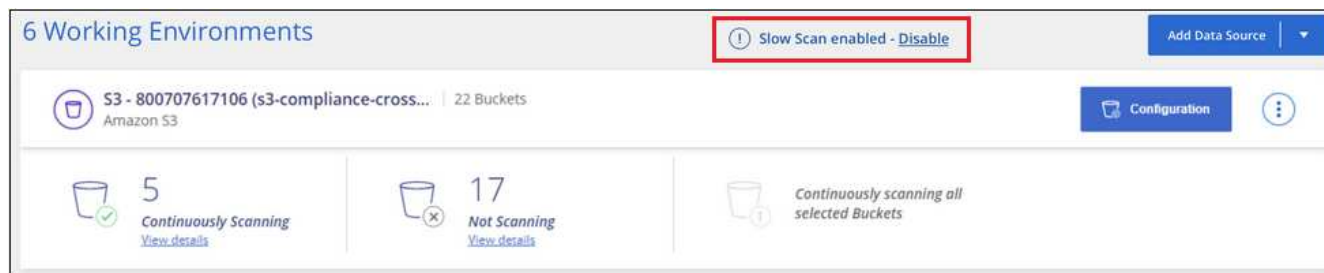 6 Working Environments
Slow Scan enabled - Disable
Add Data Source
S3 - 800707617106 (s3-compliance-cross... 22 Buckets
Amazon S3
Configuration
5
Continuously Scanning
View details
17
Not Scanning
View details
Continuously scanning all
selected Buckets